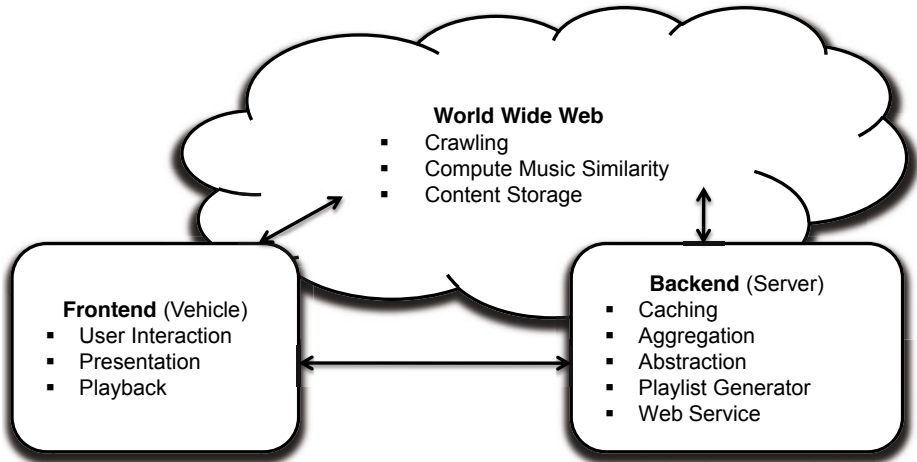 World Wide Web
▪ Crawling
▪ Compute Music Similarity
▪ Content Storage
Frontend (Vehicle)
▪ User Interaction
▪ Presentation
▪ Playback
Backend (Server)
▪ Caching
▪ Aggregation
▪ Abstraction
▪ Playlist Generator
▪ Web Service